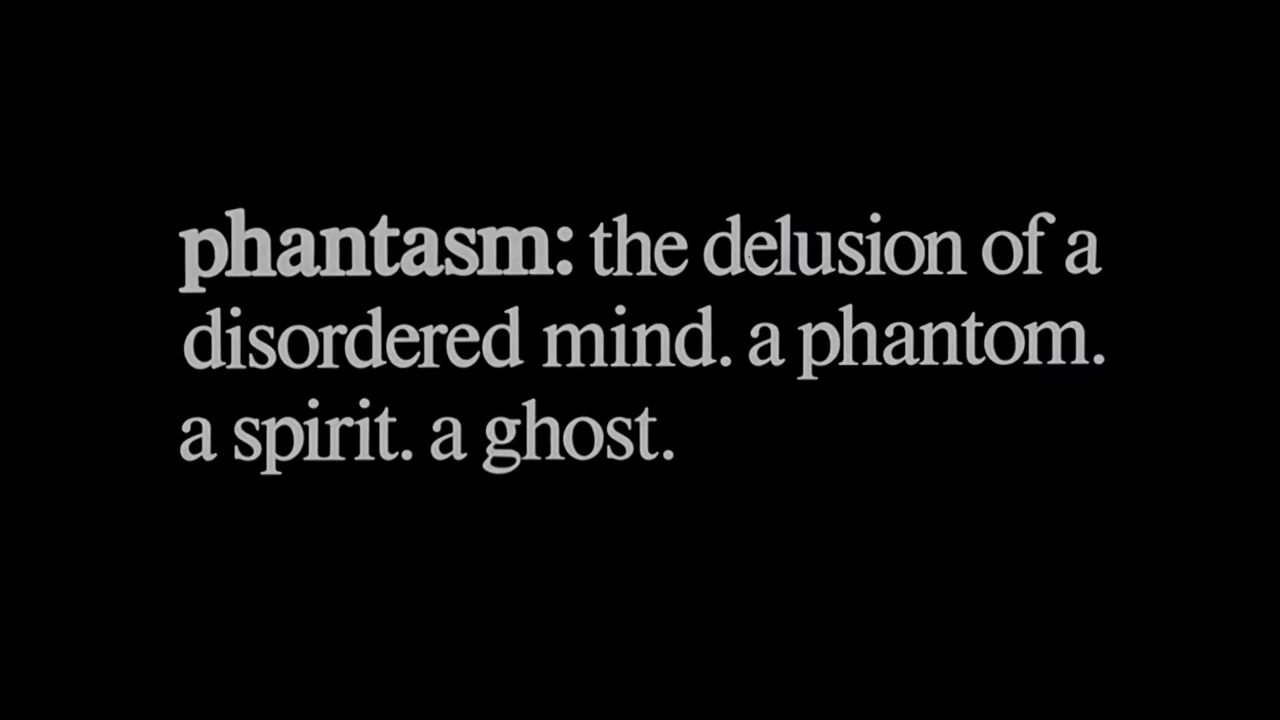 phantasm: the delusion of a
disordered mind. a phantom.
a spirit. a ghost.